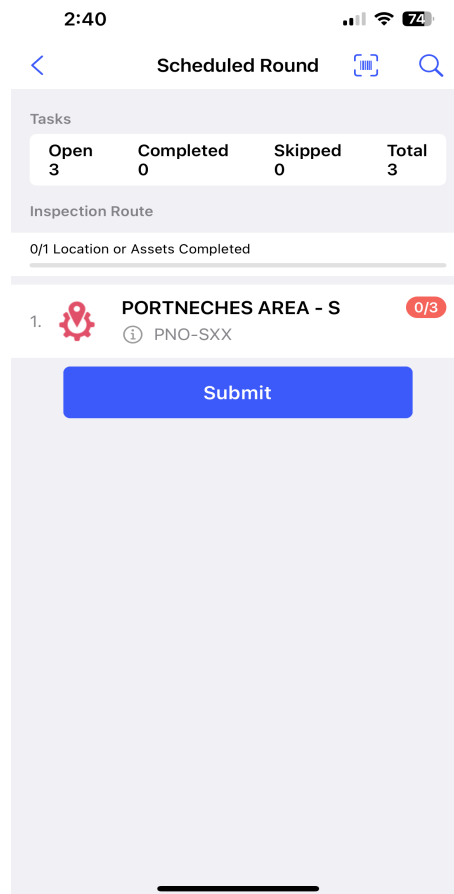 2:40
74
Scheduled Round
Tasks
Open Completed Skipped Total
3 0 0 3
Inspection Route
0/1 Location or Assets Completed
1. PORTNECHES AREA - S 0/3
PNO-SXX
Submit